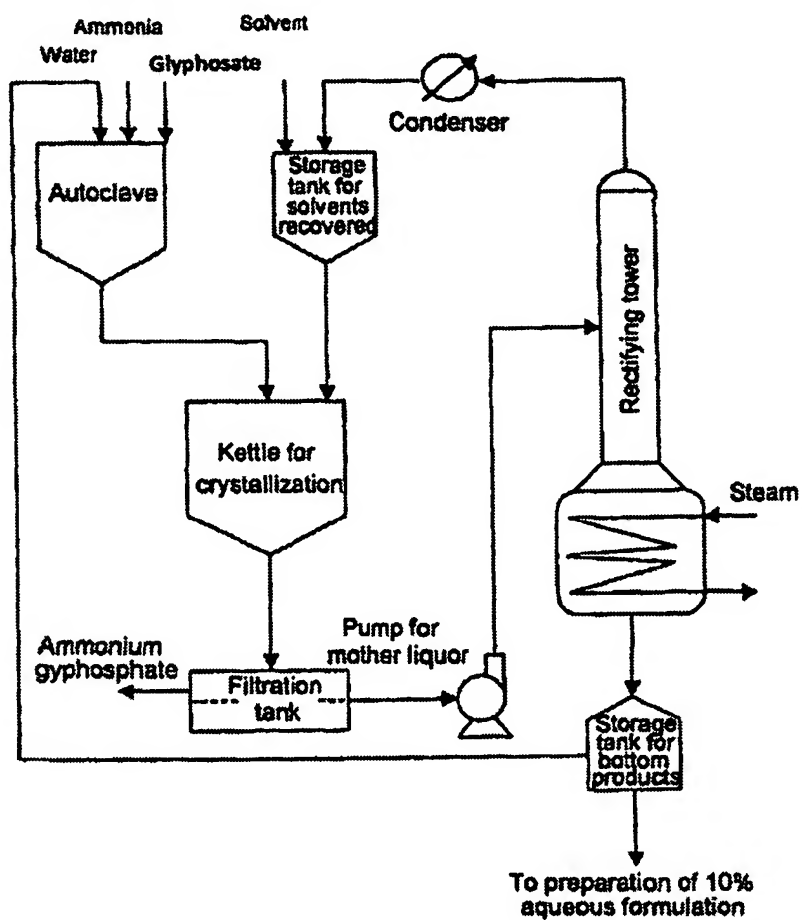 Ammonia
Water
Glyphosate
Solvent
Condenser
Autoclave
Storage
tank for
solvents
recovered
Rectifying tower
Kettle for
crystallization
Steam
Ammonium
gyphosphate
Pump for
mother liquor
Filtration
tank
Storage
tank for
bottom
products
To preparation of 10%
aqueous formulation